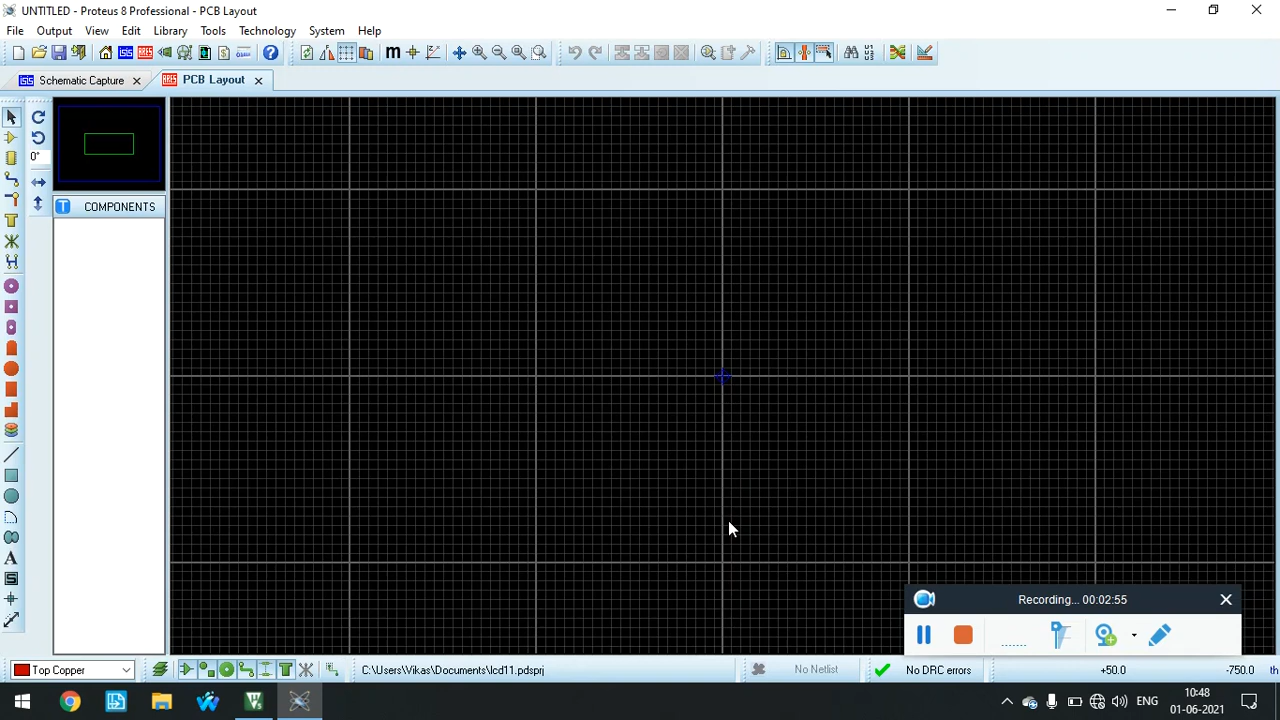 UNTITLED - Proteus 8 Professional - PCB Layout
File Output View Edit Library Tools Technology System Help
Schematic Capture PCB Layout
0°
COMPONENTS
Recording... 00:02:55
Top Copper
C:\Users\Vikas\Documents\lcd11.pdsprj
No Netlist
No DRC errors
+50.0
-750.0
th
ENG
10:48
01-06-2021